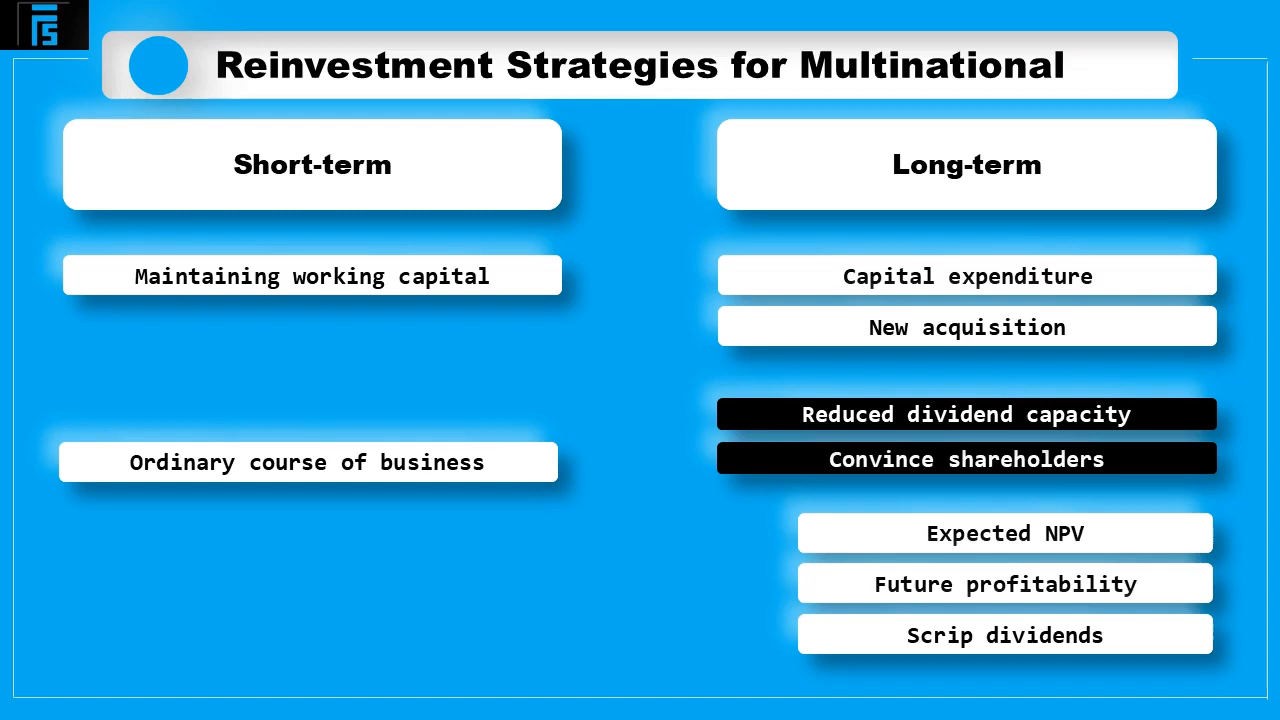 Reinvestment Strategies for Multinational
Short-term
Maintaining working capital
Ordinary course of business
Long-term
Capital expenditure
New acquisition
Reduced dividend capacity
Convince shareholders
Expected NPV
Future profitability
Scrip dividends